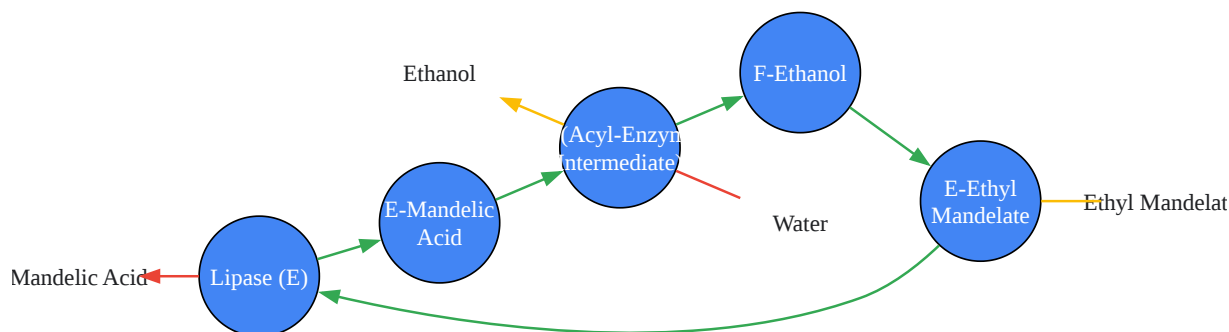 Ethanol
F-Ethanol
(Acyl-Enzym
Intermediate)
E-Ethyl
Mandelate
Ethyl Mandelat
E-Mandelic
Acid
Water
Mandelic Acid
Lipase (E)